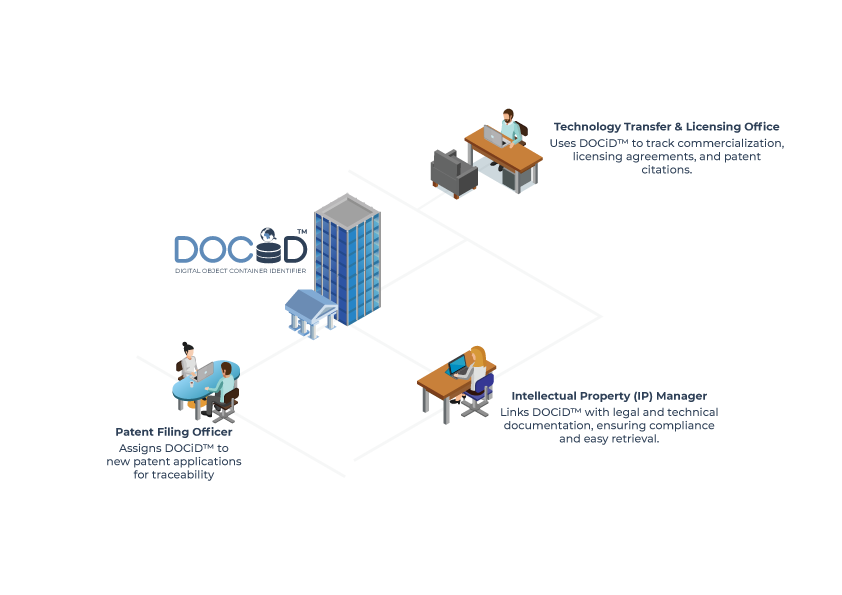 Technology Transfer & Licensing Office
Uses DOCiD™ to track commercialization,
licensing agreements, and patent
citations.
DOCiD™
DIGITAL OBJECT CONTAINER IDENTIFIER
Intellectual Property (IP) Manager
Links DOCiD™ with legal and technical
documentation, ensuring compliance
and easy retrieval.
Patent Filing Officer
Assigns DOCiD™ to
new patent applications
for traceability